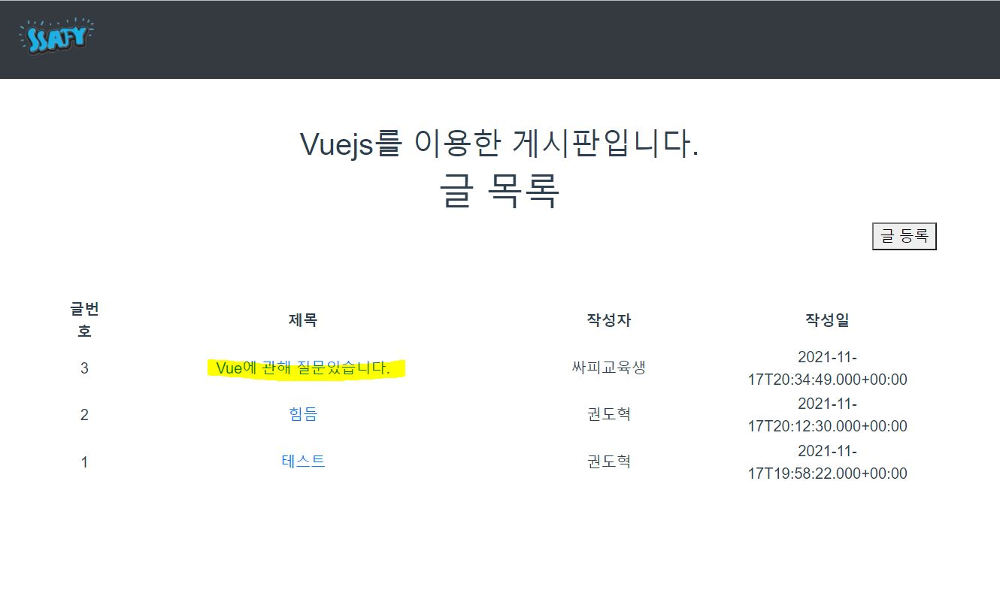 SSAFY
Vuejs를 이용한 게시판입니다.
글 목록
글 등록
글번
호
제목
작성자
작성일
3
Vue에 관해 질문있습니다.
싸피교육생
2021-11-
17T20:34:49.000+00:00
2
힘듬
권도혁
2021-11-
17T20:12:30.000+00:00
1
테스트
권도혁
2021-11-
17T19:58:22.000+00:00